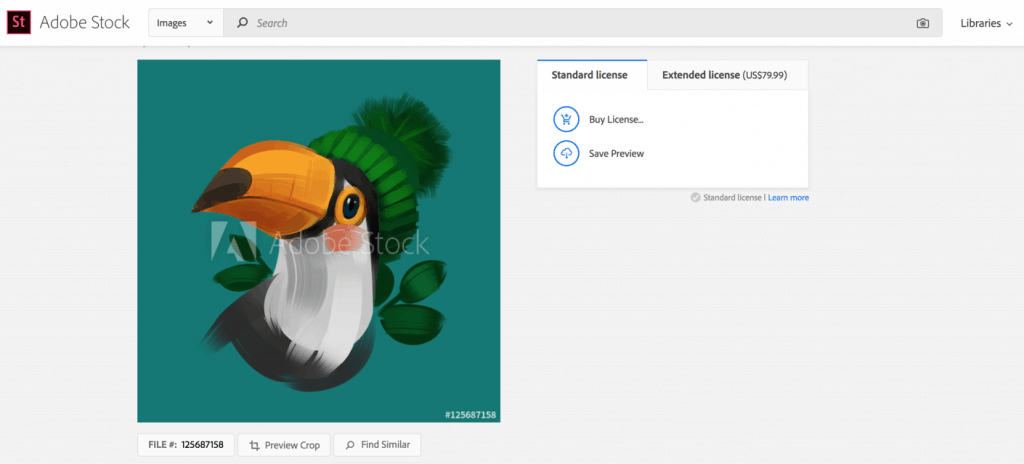 St Adobe Stock Images Search Libraries
Standard license Extended license (US$79.99)
Buy License...
Save Preview
Standard license | Learn more
Adobe Stock
#125687158
FILE #: 125687158 Preview Crop Find Similar